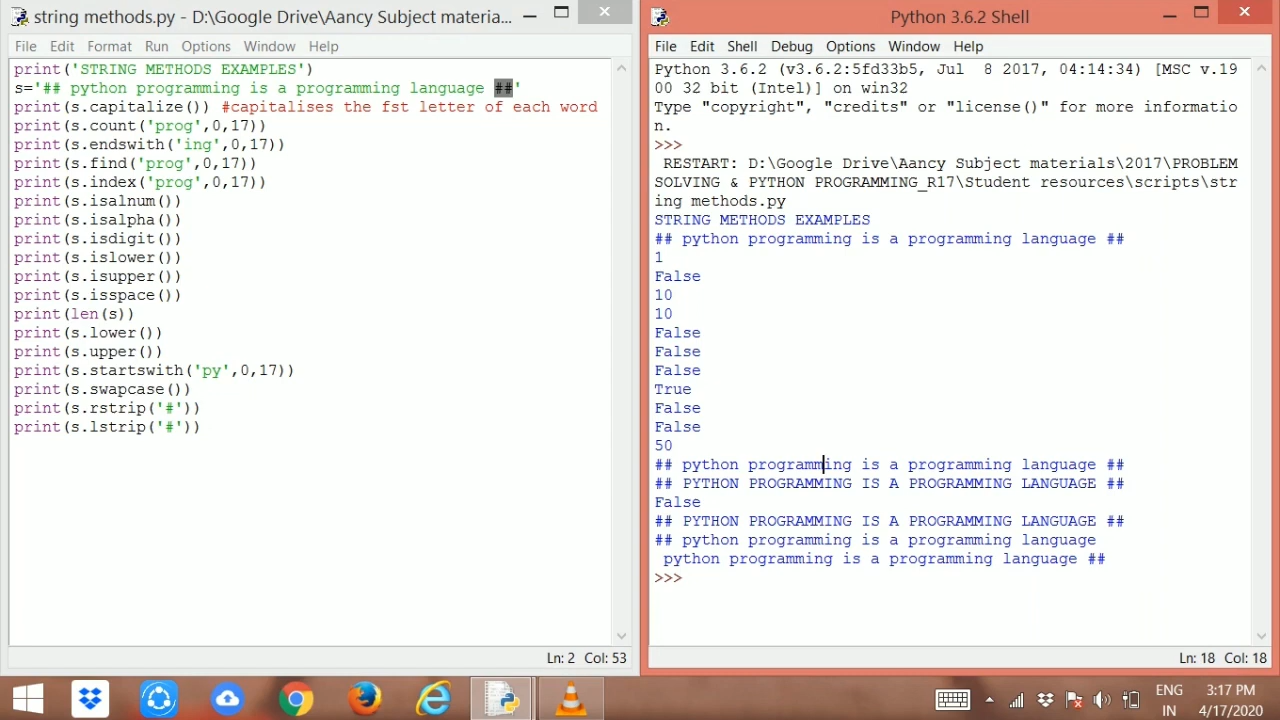 string methods.py - D:\Google Drive\Aancy Subject materia...
File Edit Format Run Options Window Help
print('STRING METHODS EXAMPLES')
s='## python programming is a programming language ##'
print(s.capitalize()) #capitalises the fst letter of each word
print(s.count('prog',0,17))
print(s.endswith('ing',0,17))
print(s.find('prog',0,17))
print(s.index('prog',0,17))
print(s.isalnum())
print(s.isalpha())
print(s.isdigit())
print(s.islower())
print(s.isupper())
print(s.isspace())
print(len(s))
print(s.lower())
print(s.upper())
print(s.startswith('py',0,17))
print(s.swapcase())
print(s.rstrip('#'))
print(s.lstrip('#'))
Ln: 2 Col: 53
Python 3.6.2 Shell
File Edit Shell Debug Options Window Help
Python 3.6.2 (v3.6.2:5fd33b5, Jul  8 2017, 04:14:34) [MSC v.19
00 32 bit (Intel)] on win32
Type "copyright", "credits" or "license()" for more informatio
n.
>>>
 RESTART: D:\Google Drive\Aancy Subject materials\2017\PROBLEM
SOLVING & PYTHON PROGRAMMING_R17\Student resources\scripts\str
ing methods.py
STRING METHODS EXAMPLES
## python programming is a programming language ##
1
False
10
10
False
False
False
True
False
False
50
## python programming is a programming language ##
## PYTHON PROGRAMMING IS A PROGRAMMING LANGUAGE ##
False
## PYTHON PROGRAMMING IS A PROGRAMMING LANGUAGE ##
## python programming is a programming language
 python programming is a programming language ##
>>>
Ln: 18 Col: 18
ENG
IN
3:17 PM
4/17/2020